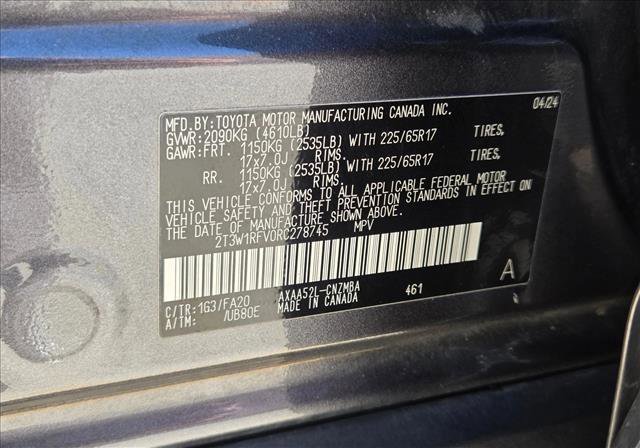 MFD.BY:TOYOTA MOTOR MANUFACTURING CANADA INC. 04/24
GVWR:2090KG (4610LB)
GAWR:FRT. 1150KG (2535LB) WITH 225/65R17 TIRES,
17x7.0J RIMS.
RR. 1150KG (2535LB) WITH 225/65R17 TIRES,
17x7.0J RIMS.
THIS VEHICLE CONFORMS TO ALL APPLICABLE FEDERAL MOTOR
VEHICLE SAFETY, AND THEFT PREVENTION STANDARDS IN EFFECT ON
THE DATE OF MANUFACTURE SHOWN ABOVE.
2T3W1RFV0RC278745 MPV
A
C/TR:1G3/FA20 AXAA52L-CNZMBA 461
A/TM: /UB80E MADE IN CANADA